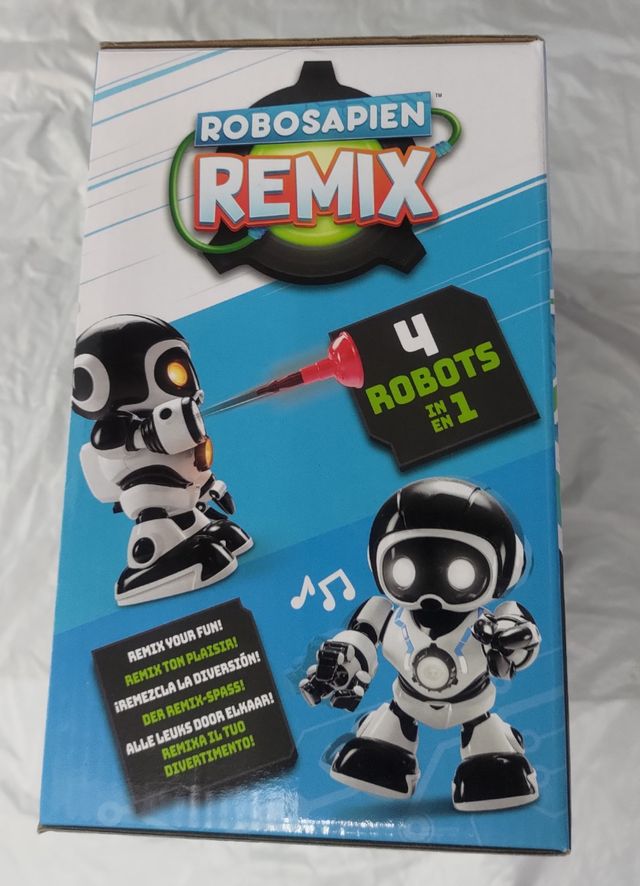 ROBOSAPIEN™
REMIX
4
ROBOTS
IN
EN 1
REMIX YOUR FUN!
REMIX TON PLAISIR!
¡REMEZCLA LA DIVERSIÓN!
DER REMIX-SPASS!
ALLE LEUKS DOOR ELKAAR!
REMIXA IL TUO
DIVERTIMENTO!